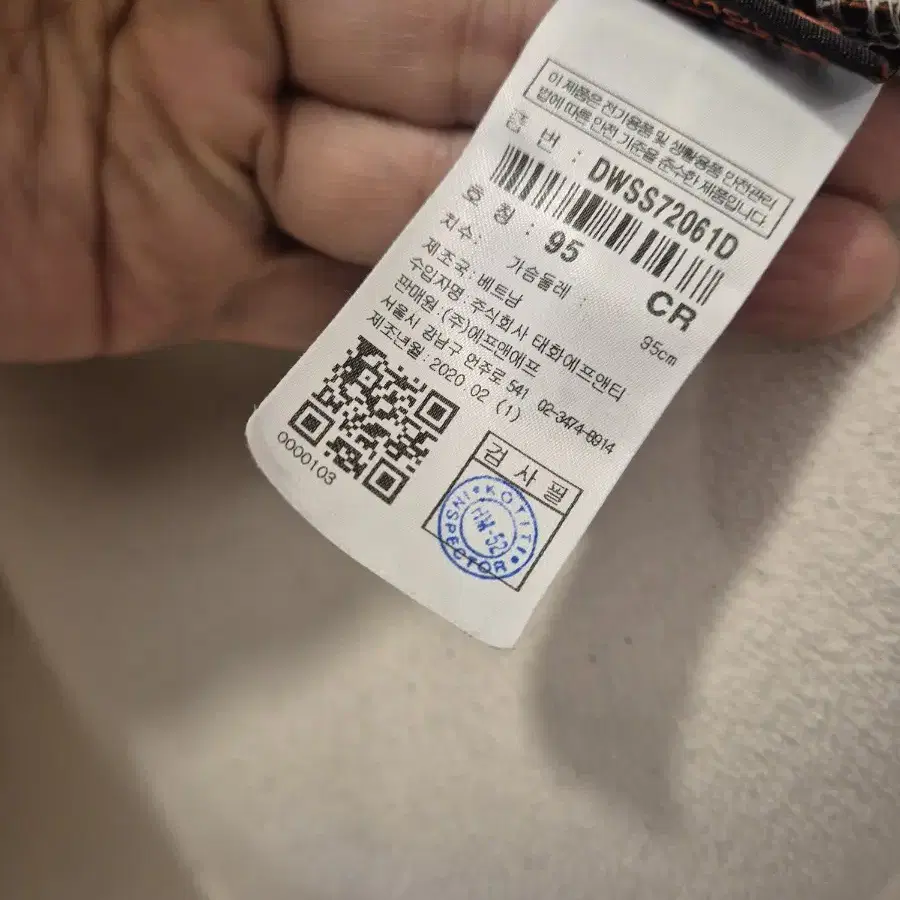 이 제품은 전기용품 및 생활용품 안전관리
법에 따른 안전 기준을 준수한 제품입니다.
품 번 : DWSS72061D
호 칭 : 95 CR
치수: 가슴둘레 : 95cm
제조국: 베트남
수입자명: 주식회사 태화에프앤티
판매원 :(주)에프앤에프
서울시 강남구 언주로 541 02-3474-0914
제조년월: 2020. 02 (1)
0000103
검 사 필
KOTITI
HM-52
INSPECTOR